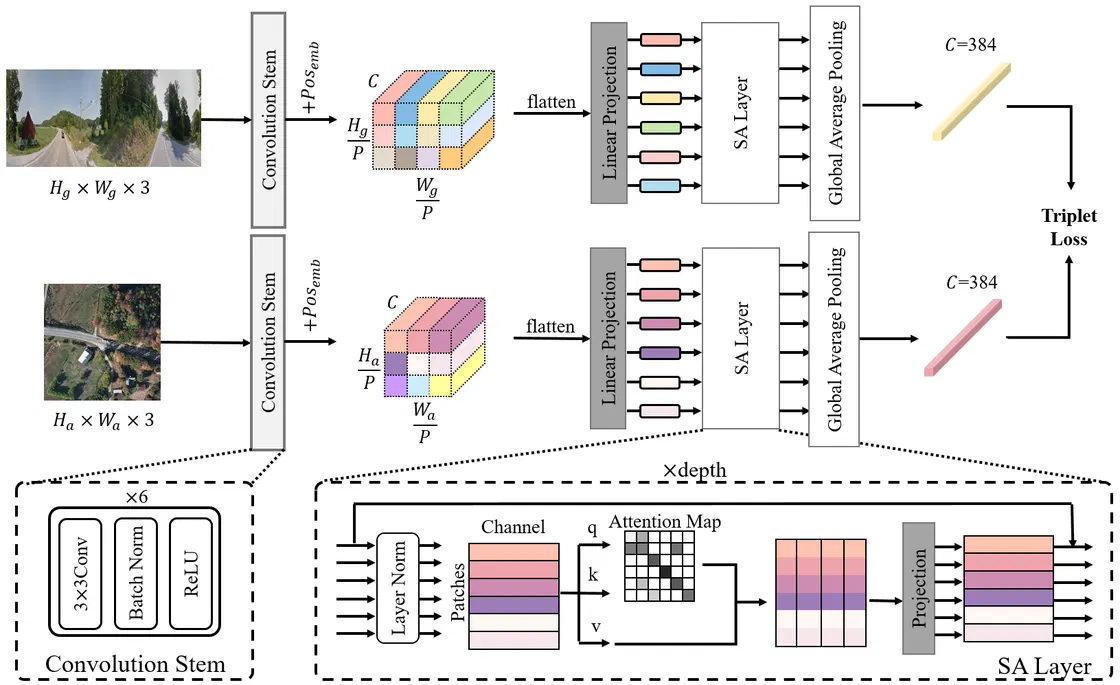 H_g × W_g × 3
Convolution Stem
+Pos_emb
C
H_g/P
W_g/P
flatten
Linear Projection
SA Layer
Global Average Pooling
C=384
Triplet
Loss
H_a × W_a × 3
Convolution Stem
+Pos_emb
C
H_a/P
W_a/P
flatten
Linear Projection
SA Layer
Global Average Pooling
C=384
×6
3×3Conv
Batch Norm
ReLU
Convolution Stem
×depth
Layer Norm
Channel
Patches
q
k
v
Attention Map
Projection
SA Layer